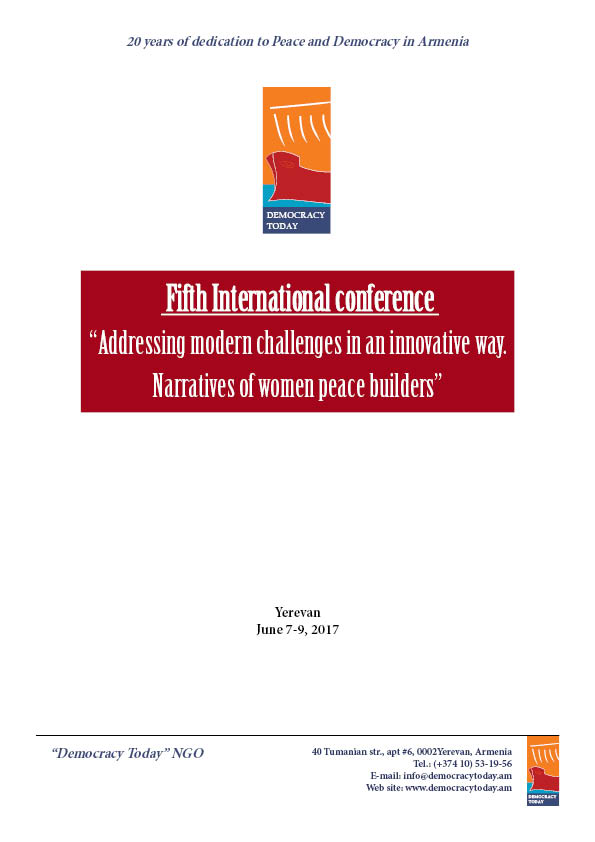 20 years of dedication to Peace and Democracy in Armenia
DEMOCRACY
TODAY
Fifth International conference
“Addressing modern challenges in an innovative way.
Narratives of women peace builders”
Yerevan
June 7-9, 2017
“Democracy Today” NGO
40 Tumanian str., apt #6, 0002Yerevan, Armenia
Tel.: (+374 10) 53-19-56
E-mail: info@democracytoday.am
Web site: www.democracytoday.am
DEMOCRACY
TODAY